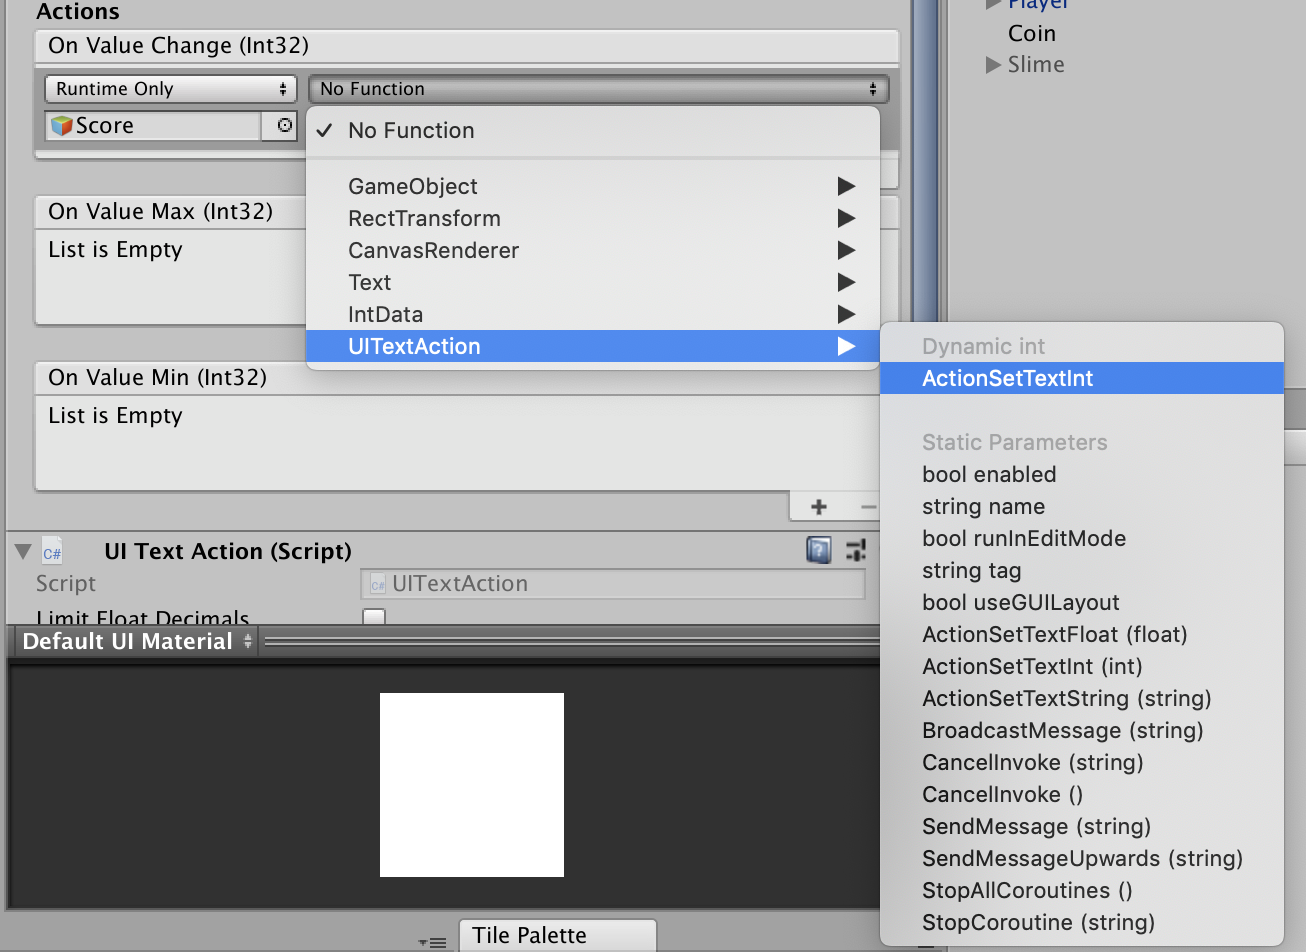 Actions
On Value Change (Int32)
Runtime Only
No Function
Score
No Function
GameObject
RectTransform
CanvasRenderer
Text
IntData
UITextAction
On Value Max (Int32)
List is Empty
On Value Min (Int32)
List is Empty
UI Text Action (Script)
C#
Script
UITextAction
Limit Float Decimals
Default UI Material
Tile Palette
Player
Coin
Slime
Dynamic int
ActionSetTextInt
Static Parameters
bool enabled
string name
bool runInEditMode
string tag
bool useGUILayout
ActionSetTextFloat (float)
ActionSetTextInt (int)
ActionSetTextString (string)
BroadcastMessage (string)
CancelInvoke (string)
CancelInvoke ()
SendMessage (string)
SendMessageUpwards (string)
StopAllCoroutines ()
StopCoroutine (string)